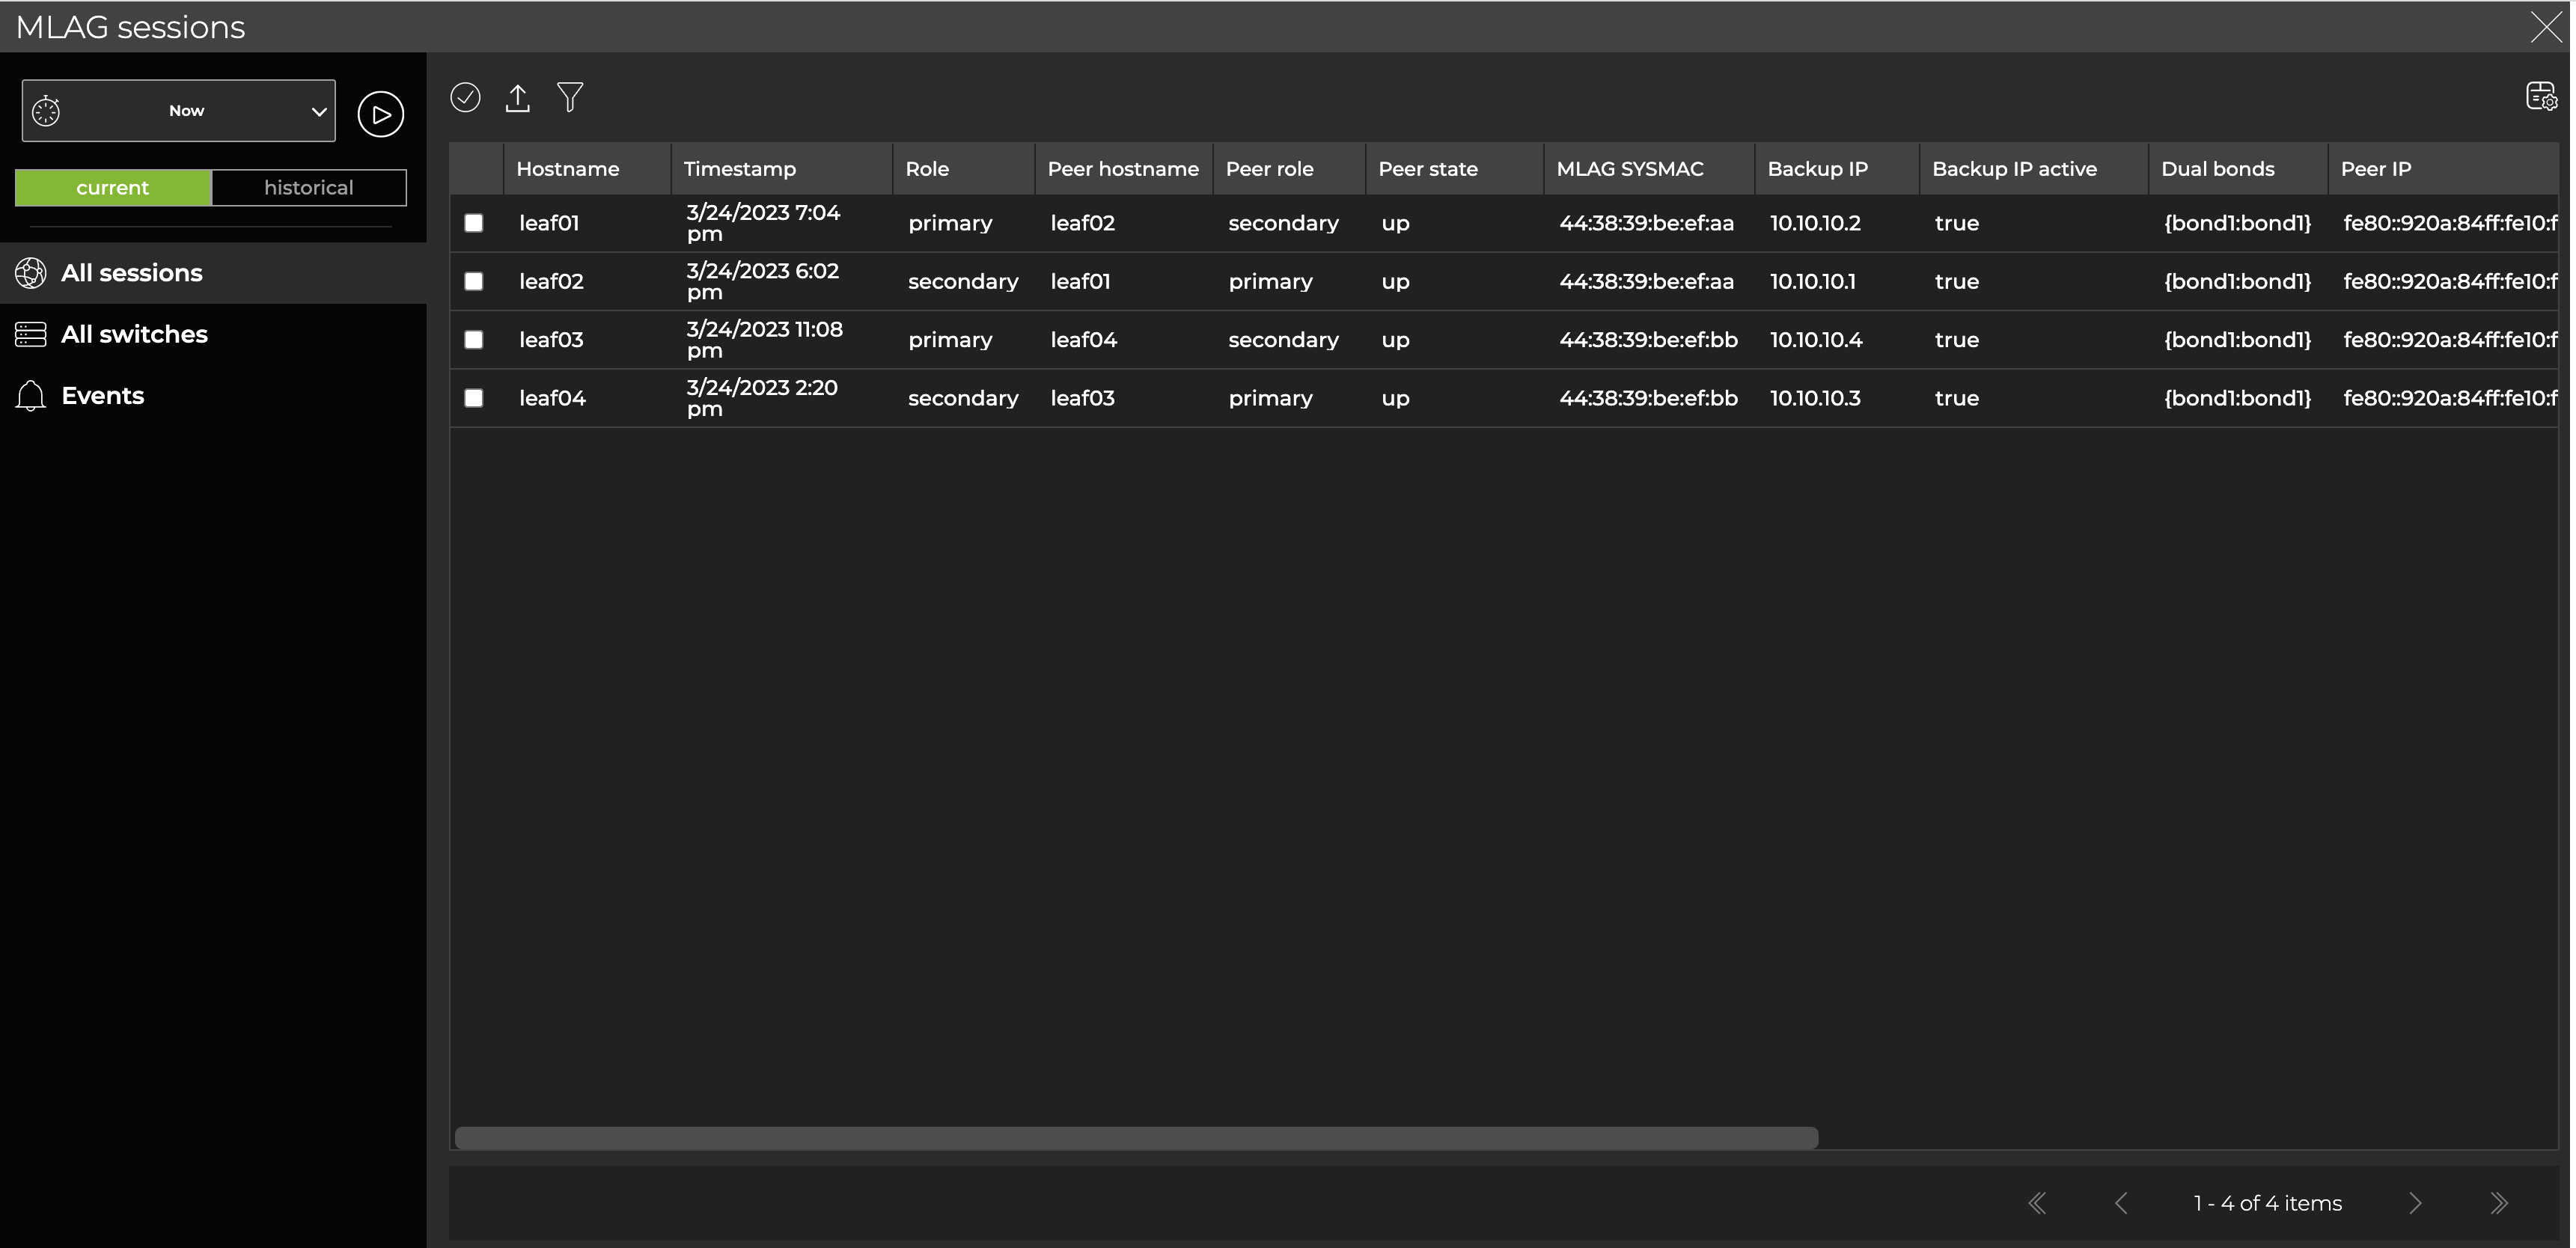 MLAG sessions
Now
current historical
All sessions
All switches
Events
Hostname Timestamp Role Peer hostname Peer role Peer state MLAG SYSMAC Backup IP Backup IP active Dual bonds Peer IP
leaf01 3/24/2023 7:04 pm primary leaf02 secondary up 44:38:39:be:ef:aa 10.10.10.2 true {bond1:bond1} fe80::920a:84ff:fe10:f
leaf02 3/24/2023 6:02 pm secondary leaf01 primary up 44:38:39:be:ef:aa 10.10.10.1 true {bond1:bond1} fe80::920a:84ff:fe10:f
leaf03 3/24/2023 11:08 pm primary leaf04 secondary up 44:38:39:be:ef:bb 10.10.10.4 true {bond1:bond1} fe80::920a:84ff:fe10:f
leaf04 3/24/2023 2:20 pm secondary leaf03 primary up 44:38:39:be:ef:bb 10.10.10.3 true {bond1:bond1} fe80::920a:84ff:fe10:f
1 - 4 of 4 items